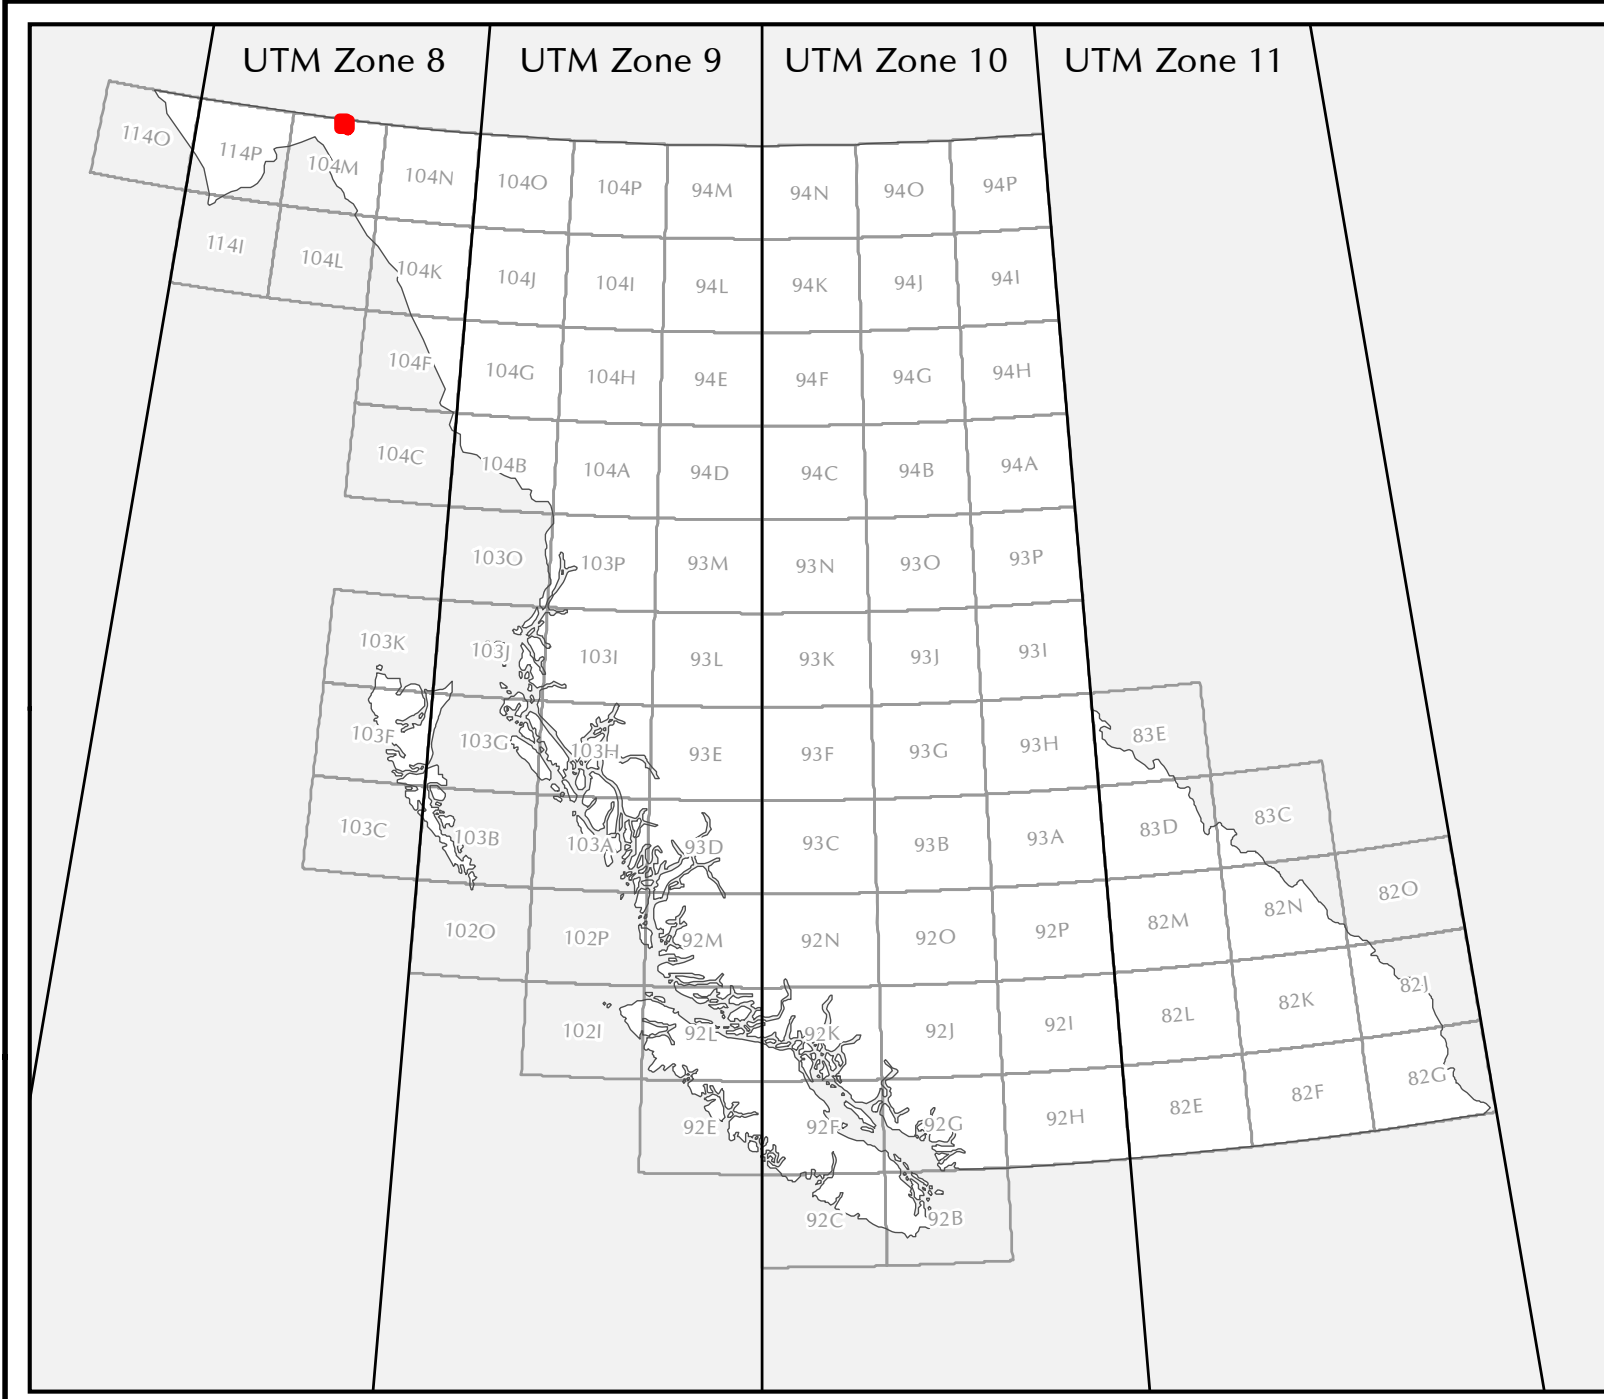 UTM Zone 8 UTM Zone 9 UTM Zone 10 UTM Zone 11
114O 114P 104M 104N 104O 104P 94M 94N 94O 94P
114I 104L 104K 104J 104I 94L 94K 94J 94I
104F 104G 104H 94E 94F 94G 94H
104C 104B 104A 94D 94C 94B 94A
103O 103P 93M 93N 93O 93P
103K 103J 103I 93L 93K 93J 93I
103F 103G 103H 93E 93F 93G 93H 83E
103C 103B 103A 93D 93C 93B 93A 83D 83C
102O 102P 92M 92N 92O 92P 82M 82N 82O
102I 92L 92K 92J 92I 82L 82K 82J
92E 92F 92G 92H 82E 82F 82G
92C 92B